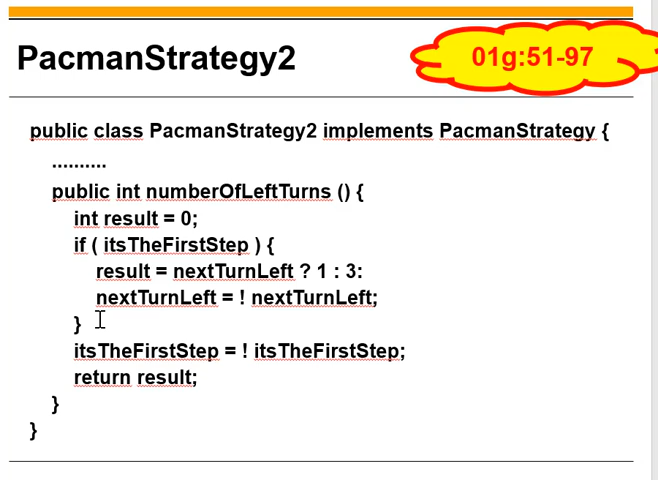 PacmanStrategy2
01g:51-97
public class PacmanStrategy2 implements PacmanStrategy {
..........
public int numberOfLeftTurns () {
int result = 0;
if ( itsTheFirstStep ) {
result = nextTurnLeft ? 1 : 3:
nextTurnLeft = ! nextTurnLeft;
}
itsTheFirstStep = ! itsTheFirstStep;
return result;
}
}